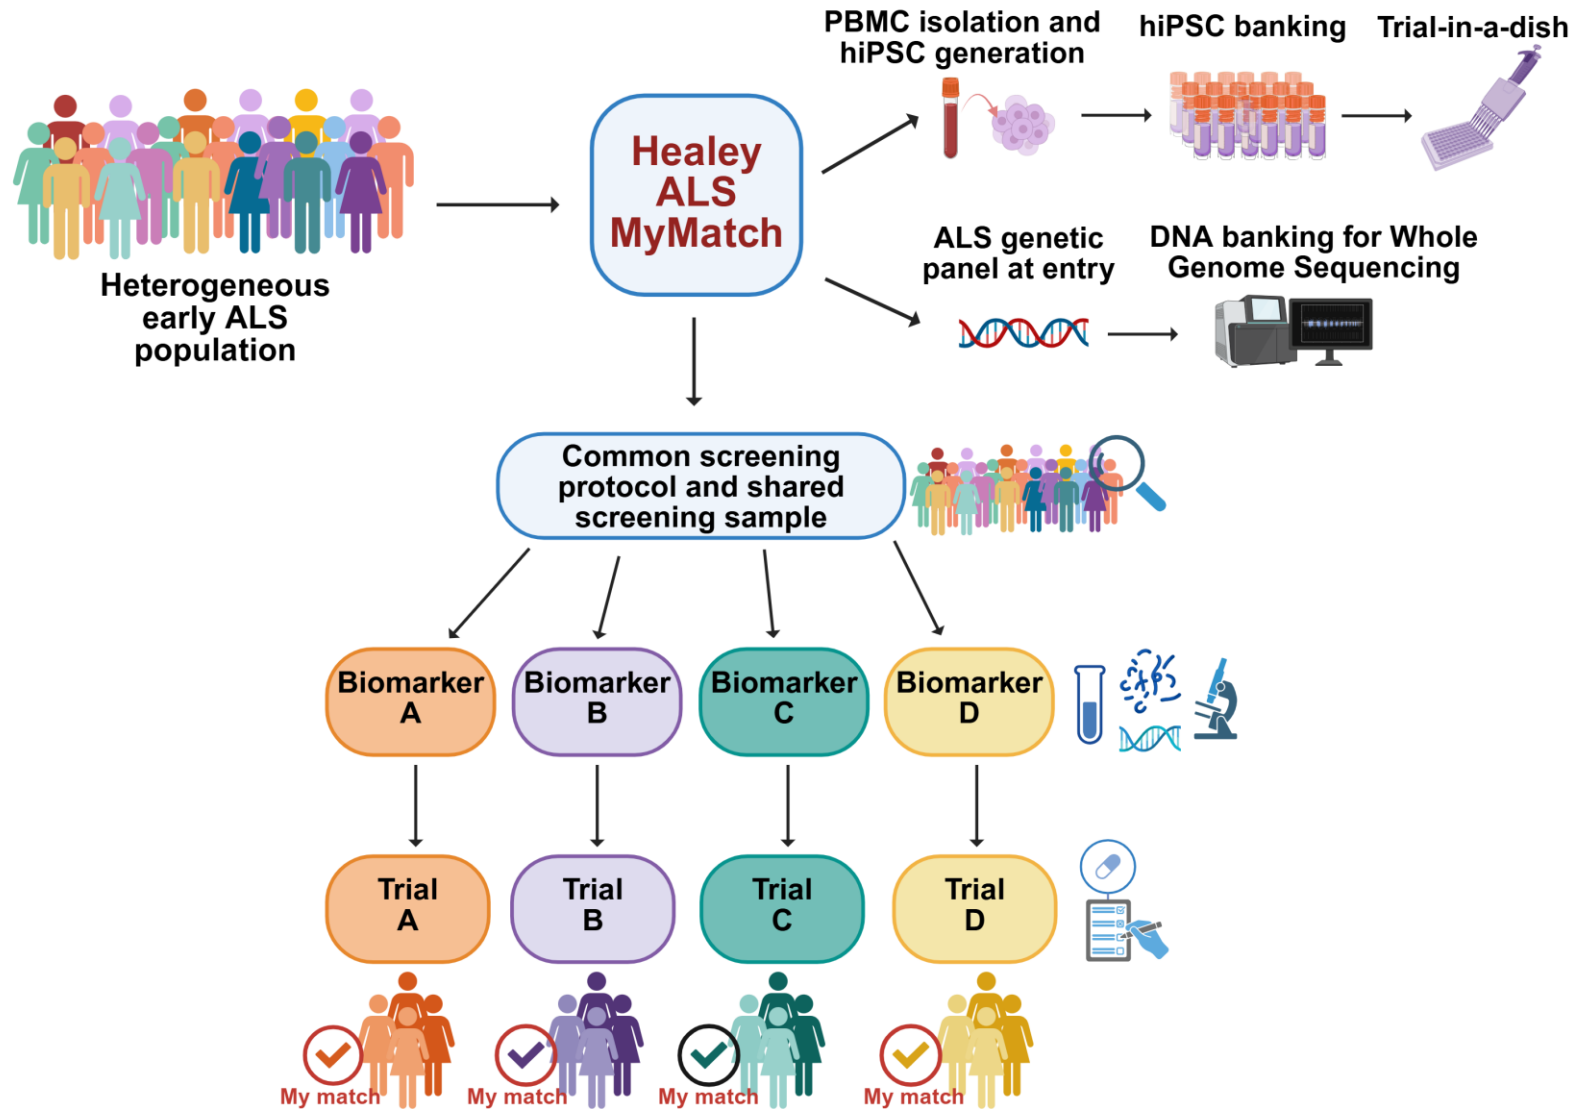 PBMC isolation and
hiPSC generation
hiPSC banking
Trial-in-a-dish
Healey
ALS
MyMatch
Heterogeneous
early ALS
population
ALS genetic
panel at entry
DNA banking for Whole
Genome Sequencing
Common screening
protocol and shared
screening sample
Biomarker
A
Biomarker
B
Biomarker
C
Biomarker
D
Trial
A
Trial
B
Trial
C
Trial
D
My match
My match
My match
My match